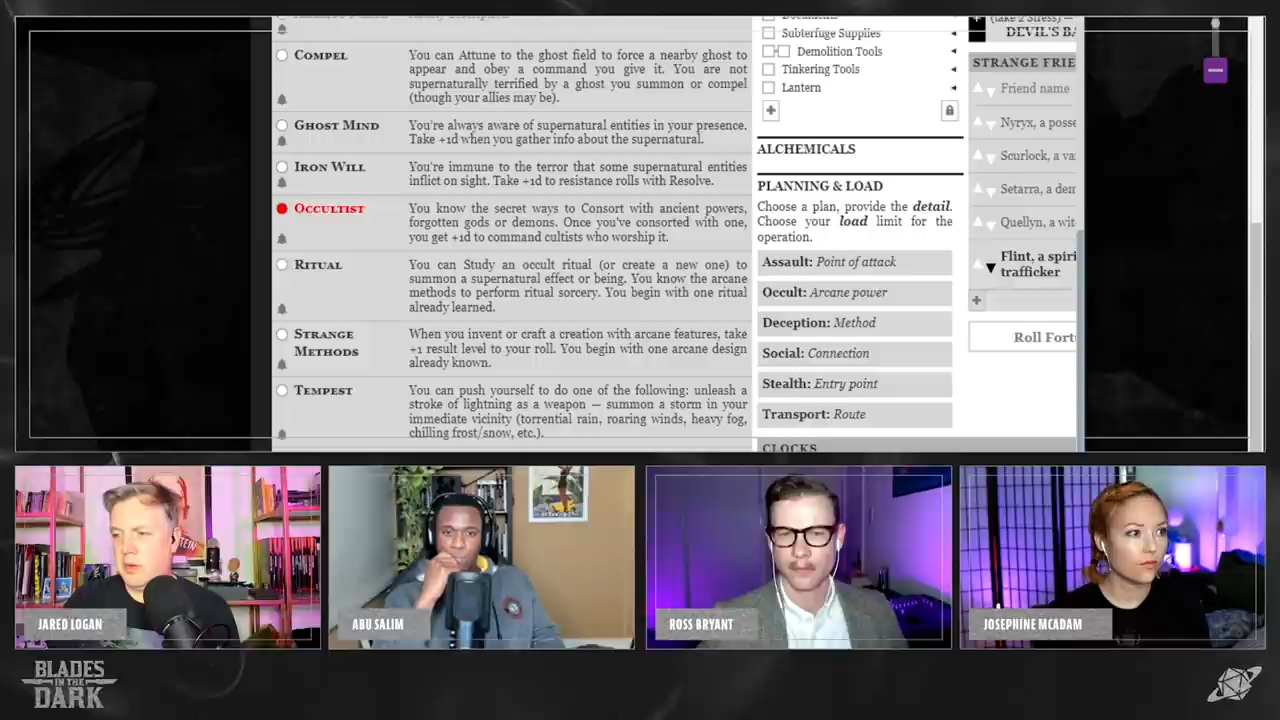 COMPEL
You can Attune to the ghost field to force a nearby ghost to
appear and obey a command you give it. You are not
supernaturally terrified by a ghost you summon or compel
(though your allies may be).
GHOST MIND
You're always aware of supernatural entities in your presence.
Take +1d when you gather info about the supernatural.
IRON WILL
You're immune to the terror that some supernatural entities
inflict on sight. Take +1d to resistance rolls with Resolve.
OCCULTIST
You know the secret ways to Consort with ancient powers,
forgotten gods or demons. Once you've consorted with one,
you get +1d to command cultists who worship it.
RITUAL
You can Study an occult ritual (or create a new one) to
summon a supernatural effect or being. You know the arcane
methods to perform ritual sorcery. You begin with one ritual
already learned.
STRANGE
METHODS
When you invent or craft a creation with arcane features, take
+1 result level to your roll. You begin with one arcane design
already known.
TEMPEST
You can push yourself to do one of the following: unleash a
stroke of lightning as a weapon — summon a storm in your
immediate vicinity (torrential rain, roaring winds, heavy fog,
chilling frost/snow, etc.).
Subterfuge Supplies
Demolition Tools
Tinkering Tools
Lantern
ALCHEMICALS
PLANNING & LOAD
Choose a plan, provide the detail.
Choose your load limit for the
operation.
Assault: Point of attack
Occult: Arcane power
Deception: Method
Social: Connection
Stealth: Entry point
Transport: Route
CLOCKS
(take 2 Stress) —
DEVIL'S BA
STRANGE FRIE
Friend name
Nyryx, a posse
Scurlock, a va
Setarra, a dem
Quellyn, a wit
Flint, a spiri
trafficker
Roll Fort
JARED LOGAN
ABU SALIM
ROSS BRYANT
JOSEPHINE MCADAM
BLADES
IN THE
DARK